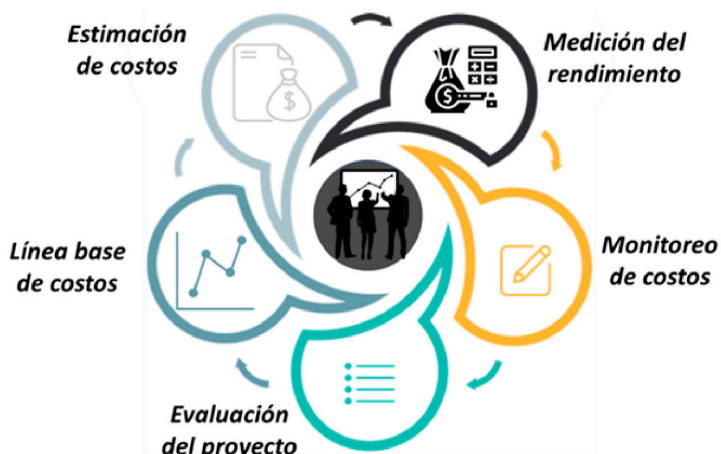 Estimación
de costos
Medición del
rendimiento
Monitoreo
de costos
Evaluación
del proyecto
Línea base
de costos